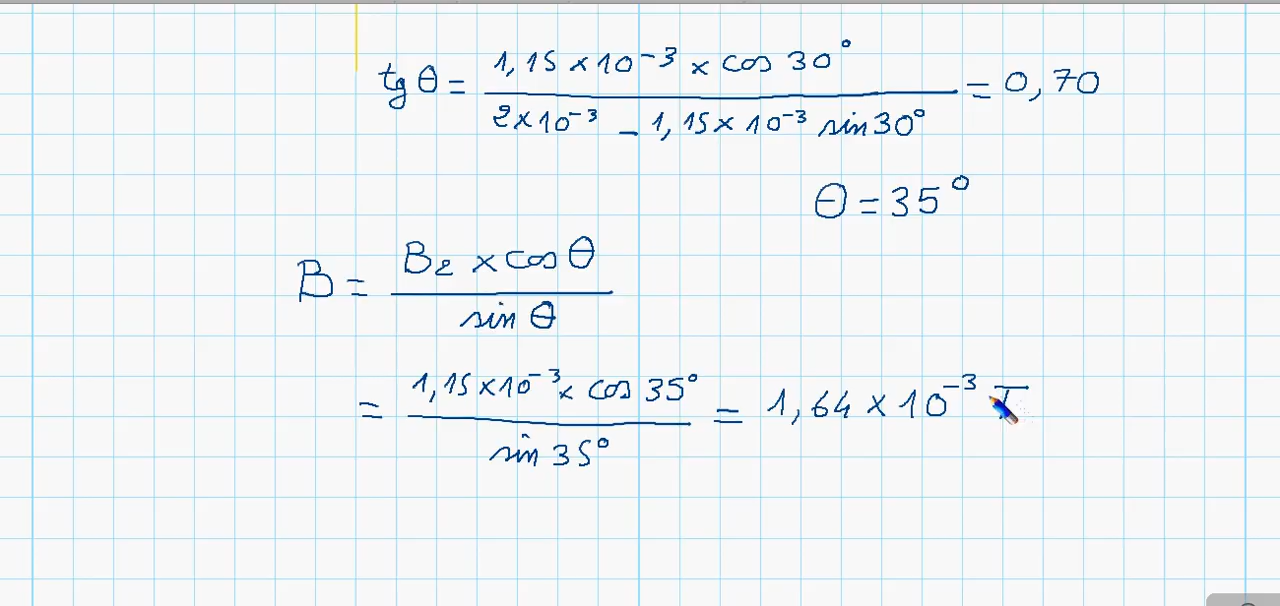 tg θ = 1,15 × 10⁻³ × cos 30° / 2 × 10⁻³ − 1,15 × 10⁻³ sin 30° = 0,70
θ = 35°
B = B₂ × cos θ / sin θ
= 1,15 × 10⁻³ × cos 35° / sin 35° = 1,64 × 10⁻³ T